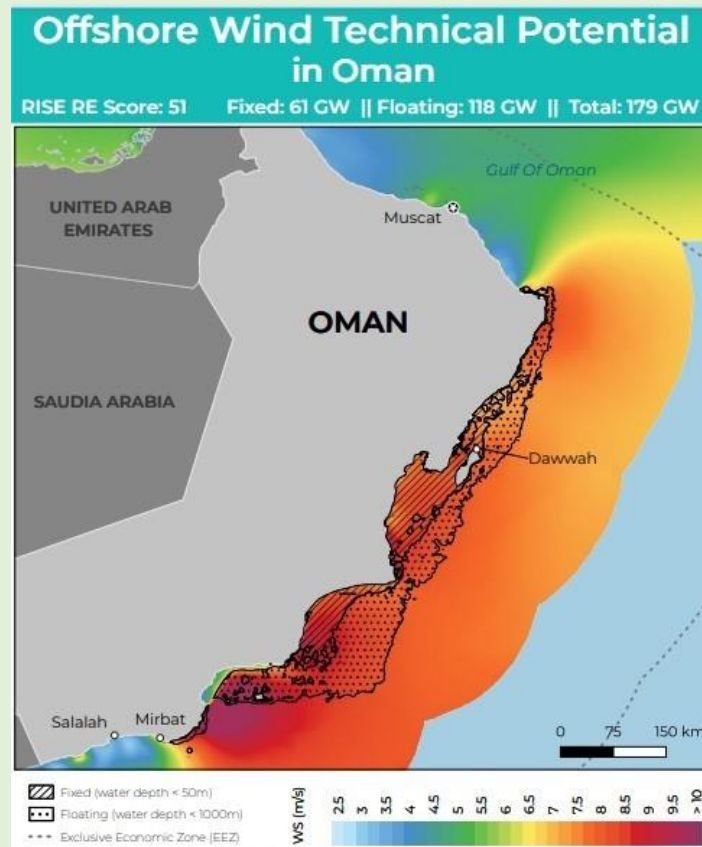 Offshore Wind Technical Potential
in Oman
RISE RE Score: 51 Fixed: 61 GW || Floating: 118 GW || Total: 179 GW
Gulf Of Oman
UNITED ARAB
EMIRATES
Muscat
OMAN
SAUDIA ARABIA
Dawwah
Salalah
Mirbat
0 75 150 km
Fixed (water depth < 50m)
Floating (water depth < 1000m)
Exclusive Economic Zone (EEZ)
WS (m/s)
2.5 3 3.5 4 4.5 5 5.5 6 6.5 7 7.5 8 8.5 9 9.5 >10